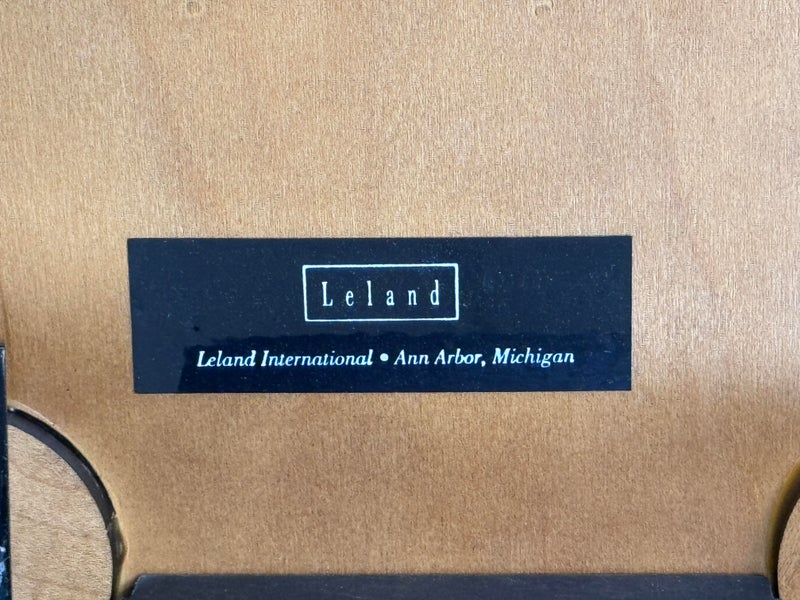 Leland
Leland International • Ann Arbor, Michigan